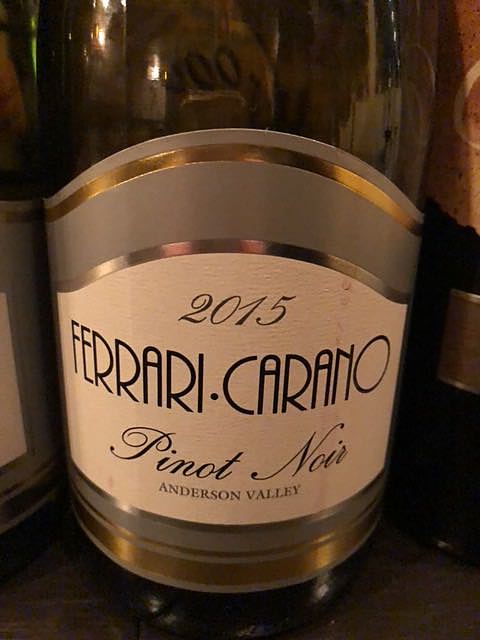 2015
FERRARI·CARANO
Pinot Noir
ANDERSON VALLEY